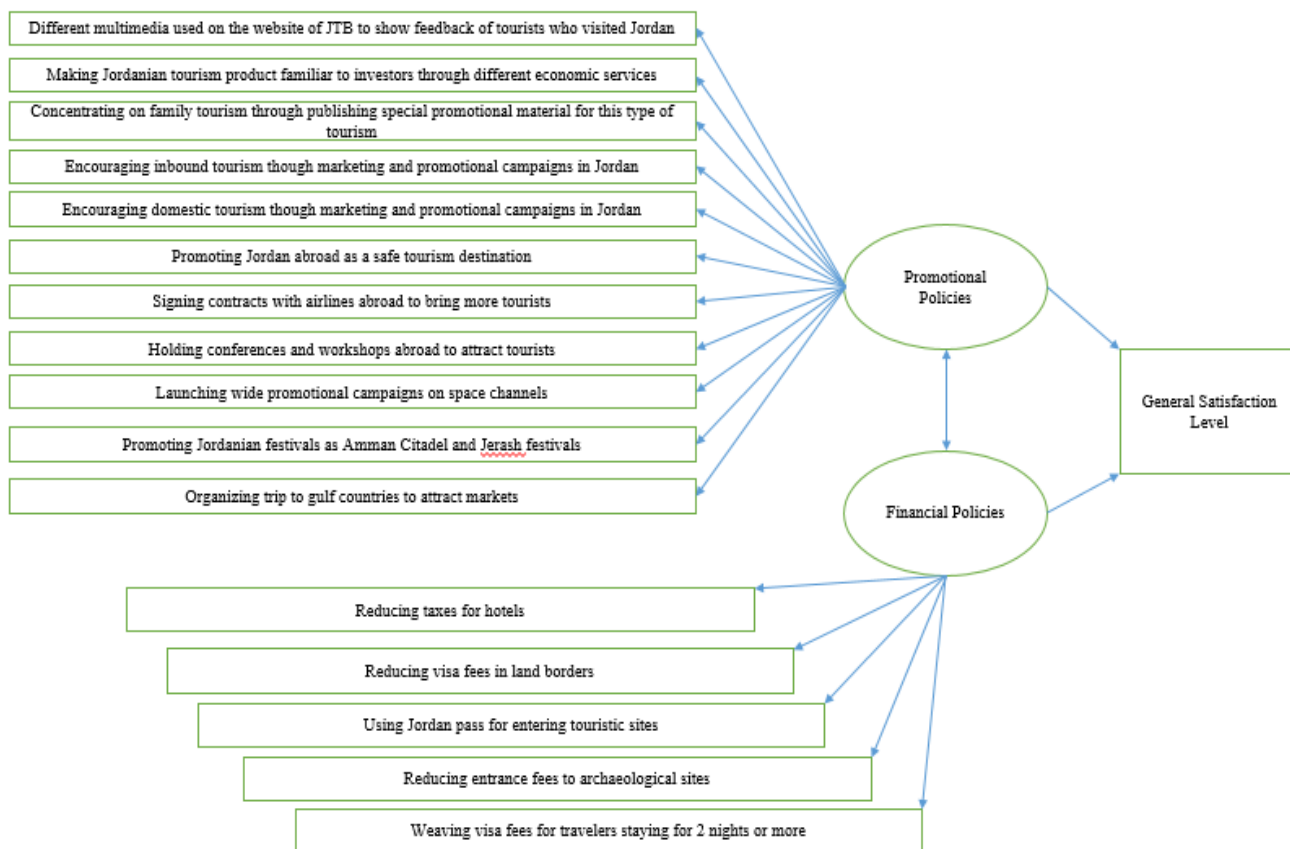 Different multimedia used on the website of JTB to show feedback of tourists who visited Jordan
Making Jordanian tourism product familiar to investors through different economic services
Concentrating on family tourism through publishing special promotional material for this type of
tourism
Encouraging inbound tourism though marketing and promotional campaigns in Jordan
Encouraging domestic tourism though marketing and promotional campaigns in Jordan
Promoting Jordan abroad as a safe tourism destination
Signing contracts with airlines abroad to bring more tourists
Holding conferences and workshops abroad to attract tourists
Launching wide promotional campaigns on space channels
Promoting Jordanian festivals as Amman Citadel and Jerash festivals
Organizing trip to gulf countries to attract markets
Promotional
Policies
General Satisfaction
Level
Financial Policies
Reducing taxes for hotels
Reducing visa fees in land borders
Using Jordan pass for entering touristic sites
Reducing entrance fees to archaeological sites
Weaving visa fees for travelers staying for 2 nights or more